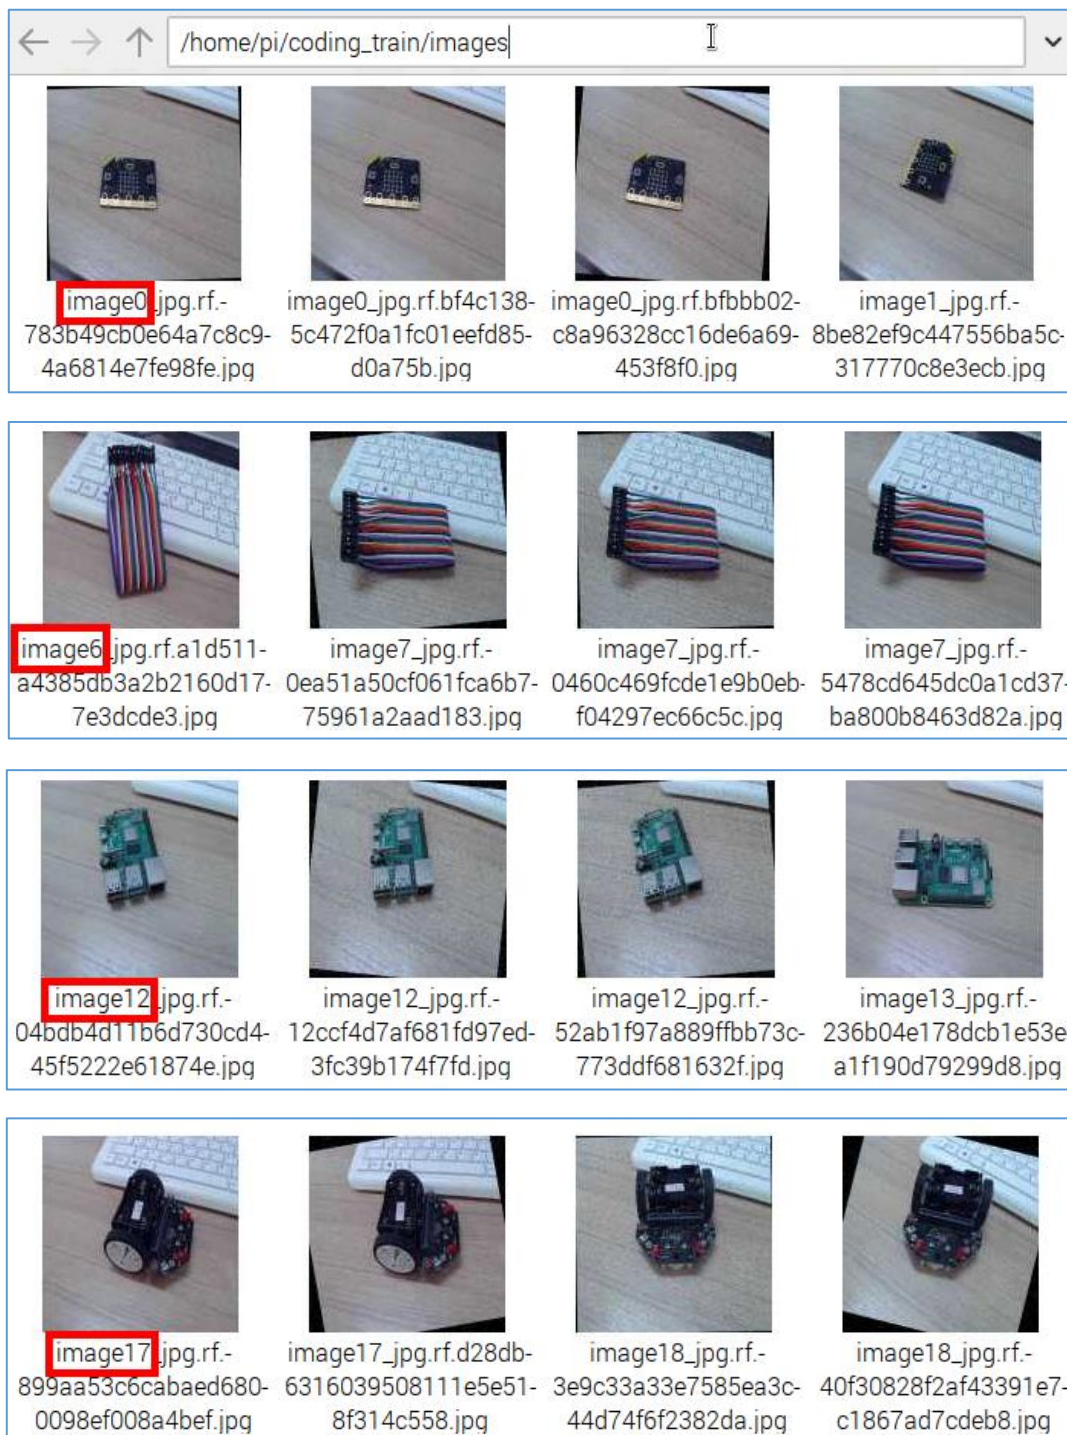 /home/pi/coding_train/images
image0_jpg.rf.-
783b49cb0e64a7c8c9-
4a6814e7fe98fe.jpg
image0_jpg.rf.bf4c138-
5c472f0a1fc01eefd85-
d0a75b.jpg
image0_jpg.rf.bfbbb02-
c8a96328cc16de6a69-
453f8f0.jpg
image1_jpg.rf.-
8be82ef9c447556ba5c-
317770c8e3ecb.jpg
image6_jpg.rf.a1d511-
a4385db3a2b2160d17-
7e3dcde3.jpg
image7_jpg.rf.-
0ea51a50cf061fca6b7-
75961a2aad183.jpg
image7_jpg.rf.-
0460c469fcde1e9b0eb-
f04297ec66c5c.jpg
image7_jpg.rf.-
5478cd645dc0a1cd37-
ba800b8463d82a.jpg
image12_jpg.rf.-
04bdb4d11b6d730cd4-
45f5222e61874e.jpg
image12_jpg.rf.-
12ccf4d7af681fd97ed-
3fc39b174f7fd.jpg
image12_jpg.rf.-
52ab1f97a889ffbb73c-
773ddf681632f.jpg
image13_jpg.rf.-
236b04e178dcb1e53e
a1f190d79299d8.jpg
image17_jpg.rf.-
899aa53c6cabaed680-
0098ef008a4bef.jpg
image17_jpg.rf.d28db-
6316039508111e5e51-
8f314c558.jpg
image18_jpg.rf.-
3e9c33a33e7585ea3c-
44d74f6f2382da.jpg
image18_jpg.rf.-
40f30828f2af43391e7-
c1867ad7cdeb8.jpg